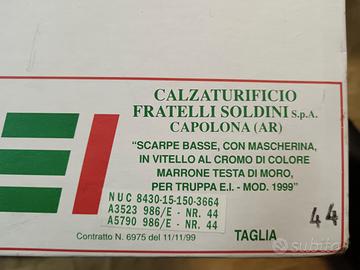 CALZATURIFICIO
FRATELLI SOLDINI S.p.A.
CAPOLONA (AR)
"SCARPE BASSE, CON MASCHERINA,
IN VITELLO AL CROMO DI COLORE
MARRONE TESTA DI MORO,
PER TRUPPA E.I. - MOD. 1999"
NUC 8430-15-150-3664
A3523 986/E - NR. 44
A5790 986/E - NR. 44
Contratto N. 6975 del 11/11/99
TAGLIA
44
subito
EI